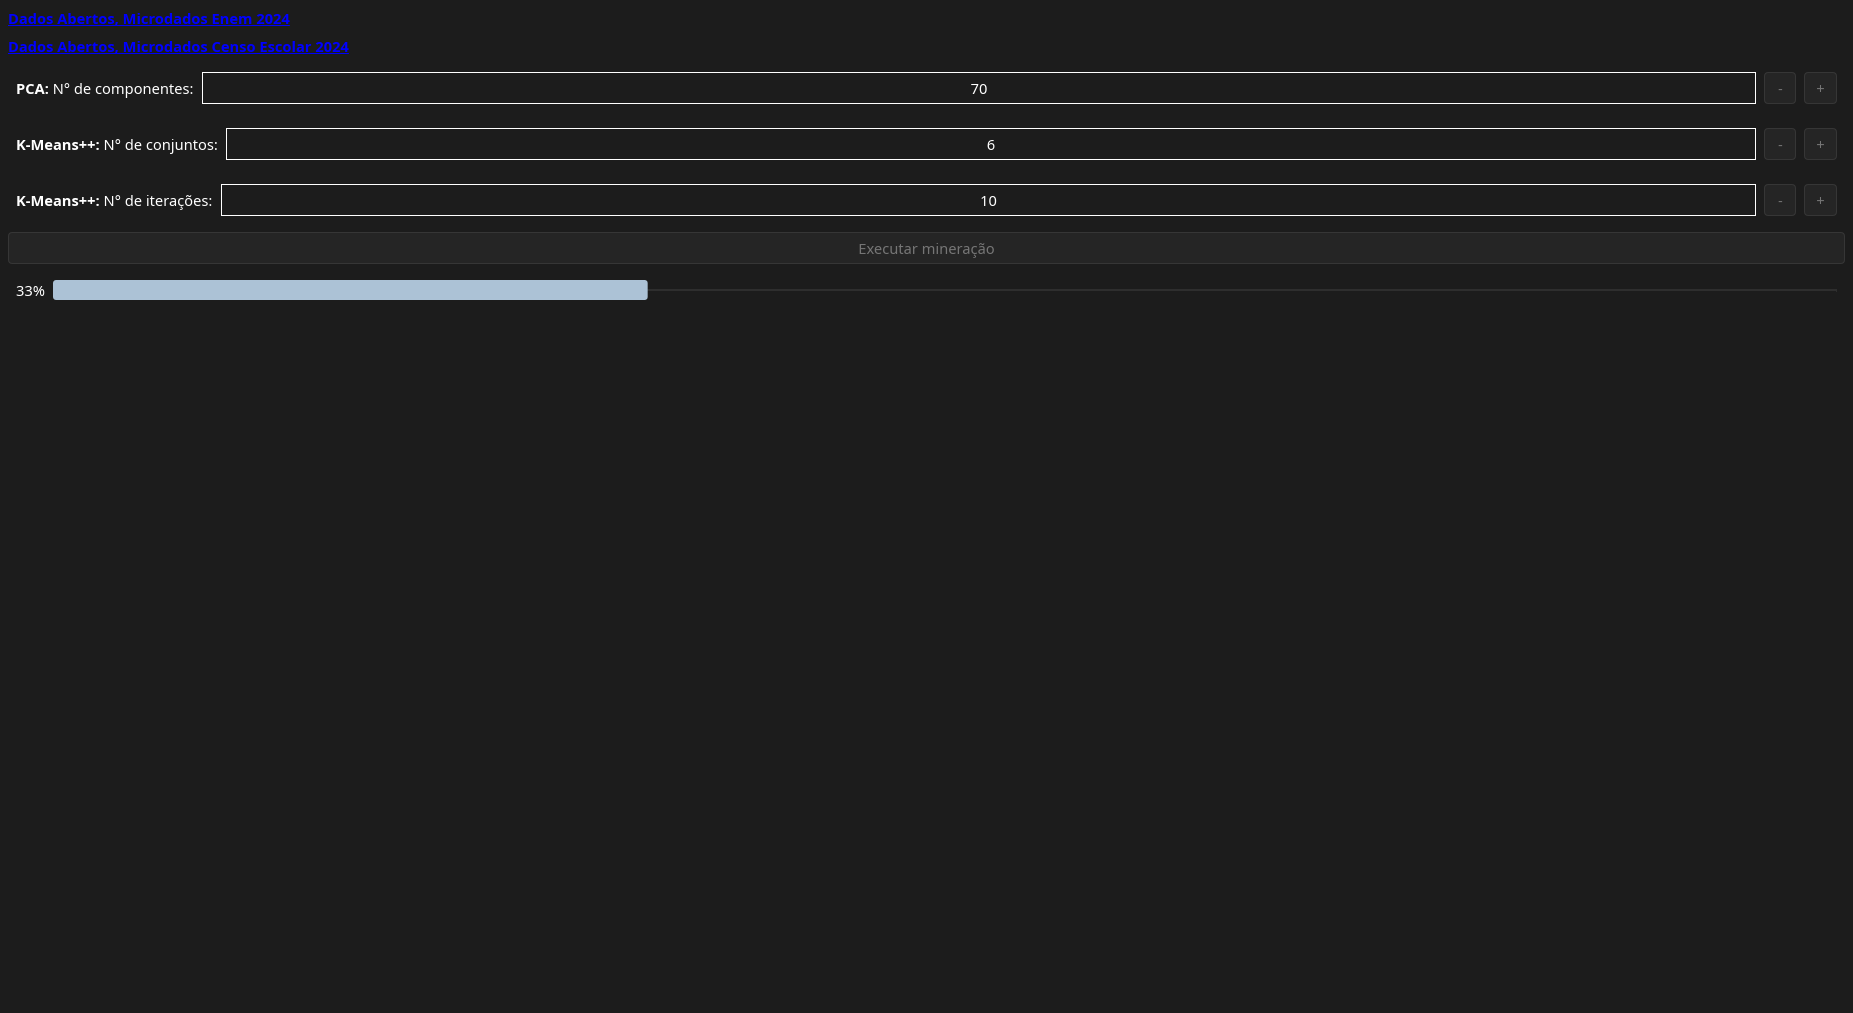 Dados Abertos, Microdados Enem 2024
Dados Abertos, Microdados Censo Escolar 2024
PCA: N° de componentes: 70 - +
K-Means++: N° de conjuntos: 6 - +
K-Means++: N° de iterações: 10 - +
Executar mineração
33%